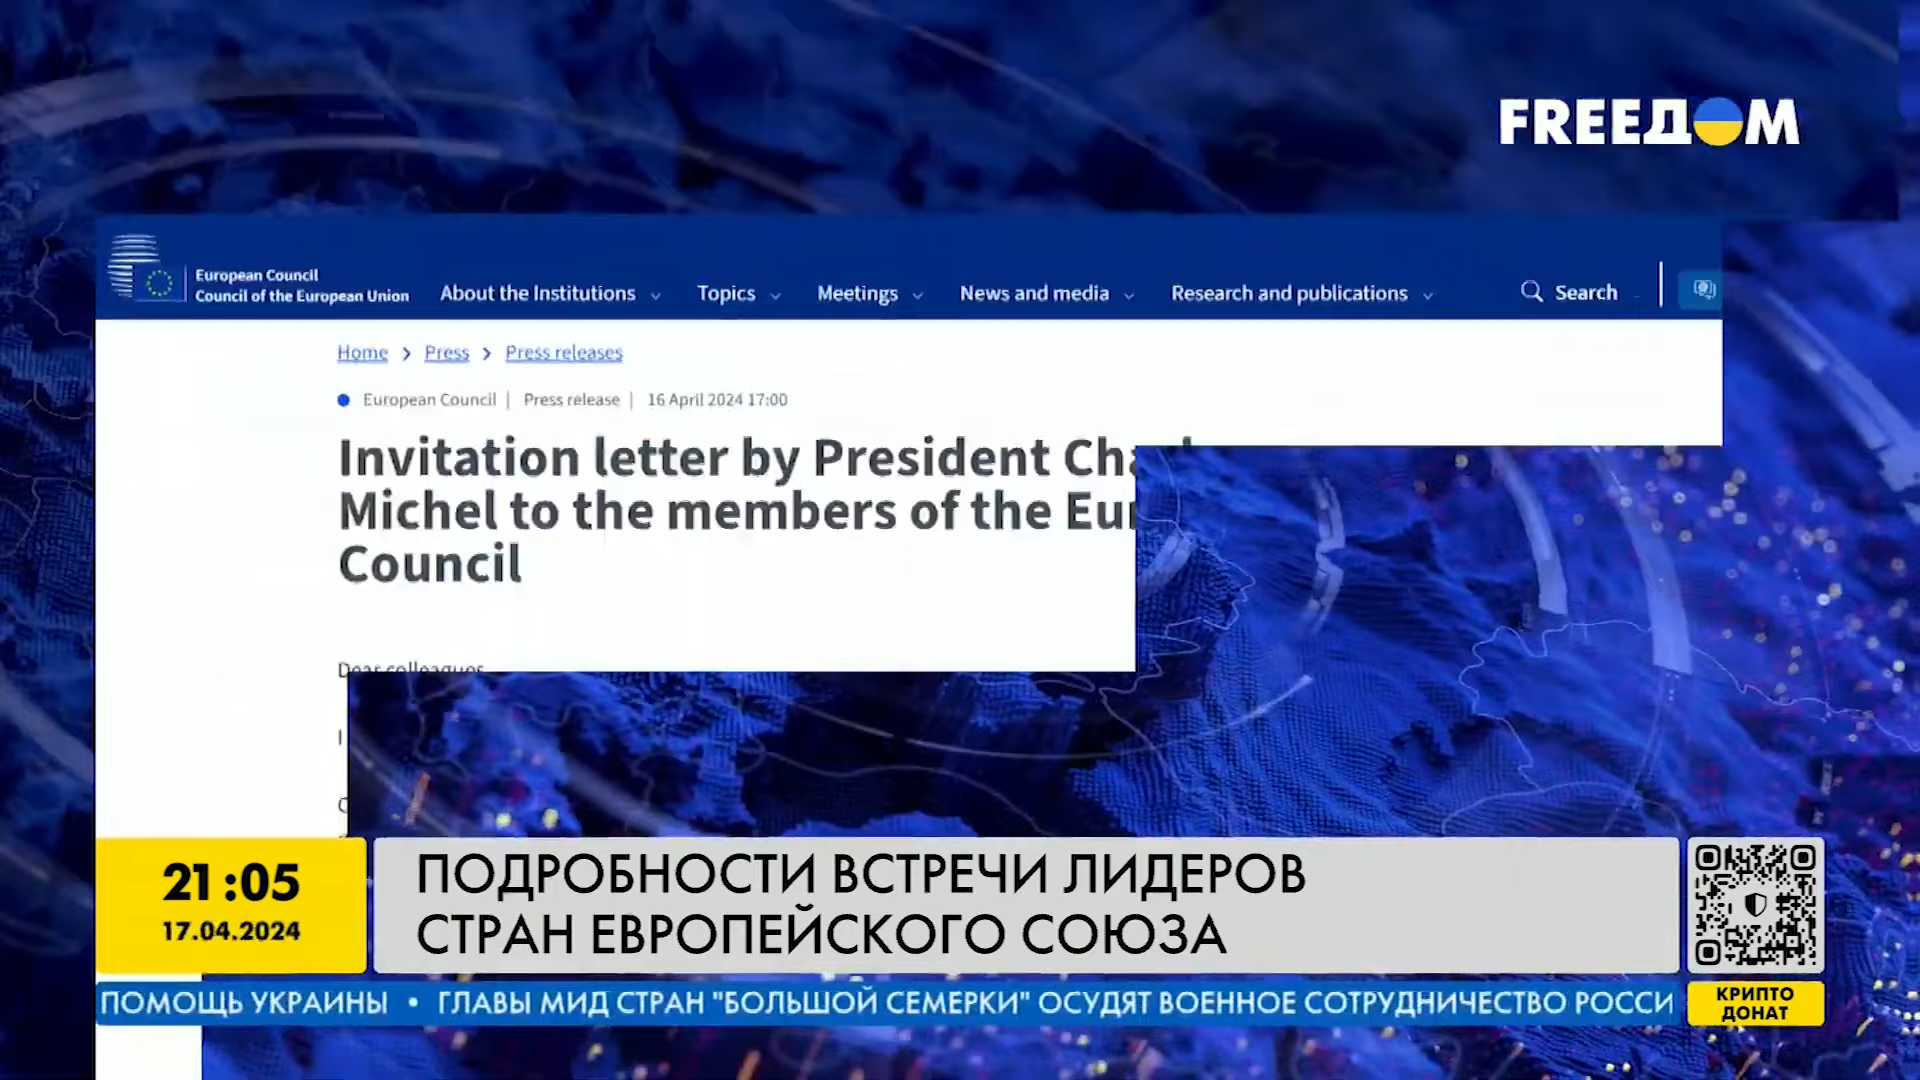 FREEДОМ
European Council
Council of the European Union
About the Institutions
Topics
Meetings
News and media
Research and publications
Search
Home > Press > Press releases
European Council | Press release | 16 April 2024 17:00
Invitation letter by President
Michel to the members of the
Council
Dear colleagues
I
21:05
17.04.2024
ПОДРОБНОСТИ ВСТРЕЧИ ЛИДЕРОВ
СТРАН ЕВРОПЕЙСКОГО СОЮЗА
ПОМОЩЬ УКРАИНЫ • ГЛАВЫ МИД СТРАН "БОЛЬШОЙ СЕМЕРКИ" ОСУДЯТ ВОЕННОЕ СОТРУДНИЧЕСТВО РОССИ
КРИПТО
ДОНАТ